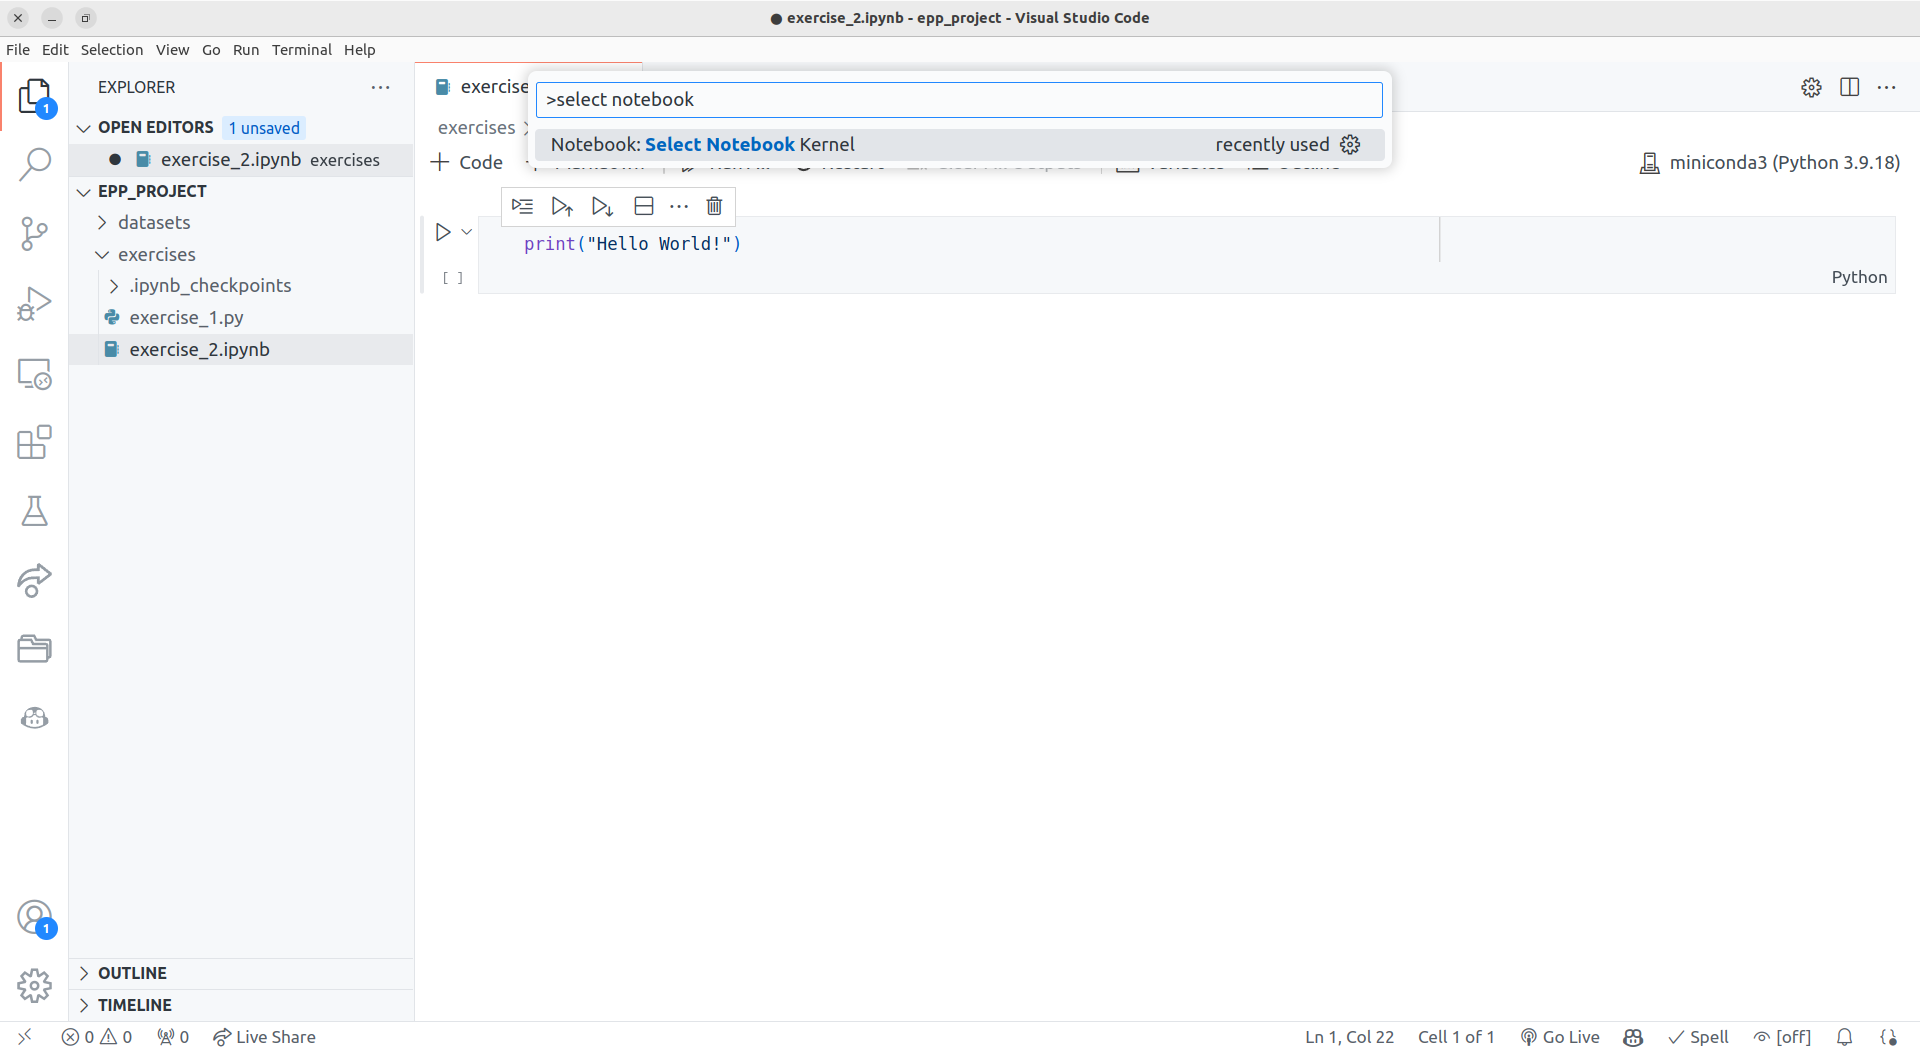 exercise_2.ipynb - epp_project - Visual Studio Code
File Edit Selection View Go Run Terminal Help
EXPLORER
OPEN EDITORS 1 unsaved
exercise_2.ipynb exercises
EPP_PROJECT
datasets
exercises
.ipynb_checkpoints
exercise_1.py
exercise_2.ipynb
OUTLINE
TIMELINE
1
1
exercise
>select notebook
exercises
Notebook: Select Notebook Kernel recently used
Code
miniconda3 (Python 3.9.18)
print("Hello World!")
[ ]
Python
0 0 0 Live Share
Ln 1, Col 22 Cell 1 of 1 Go Live Spell [off]